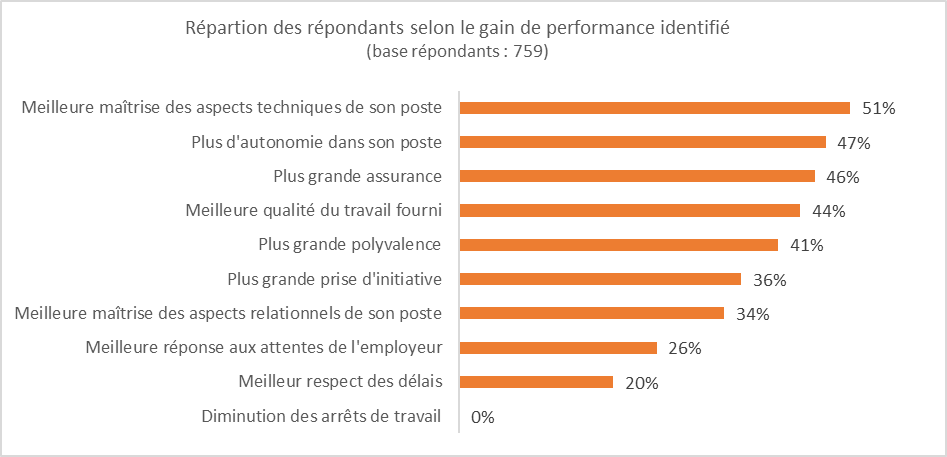 Répartion des répondants selon le gain de performance identifié
(base répondants : 759)
Meilleure maîtrise des aspects techniques de son poste 51%
Plus d'autonomie dans son poste 47%
Plus grande assurance 46%
Meilleure qualité du travail fourni 44%
Plus grande polyvalence 41%
Plus grande prise d'initiative 36%
Meilleure maîtrise des aspects relationnels de son poste 34%
Meilleure réponse aux attentes de l'employeur 26%
Meilleur respect des délais 20%
Diminution des arrêts de travail 0%